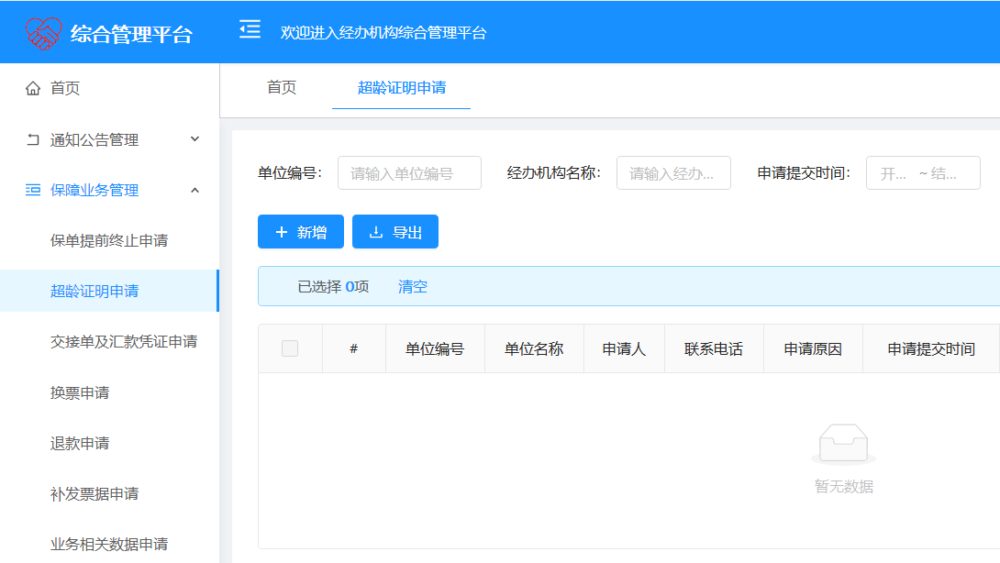 综合管理平台
欢迎进入经办机构综合管理平台
首页
通知公告管理
保障业务管理
保单提前终止申请
超龄证明申请
交接单及汇款凭证申请
换票申请
退款申请
补发票据申请
业务相关数据申请
首页 超龄证明申请
单位编号: 请输入单位编号 经办机构名称: 请输入经办... 申请提交时间: 开... ~ 结...
新增 导出
已选择 0项 清空
# 单位编号 单位名称 申请人 联系电话 申请原因 申请提交时间
暂无数据